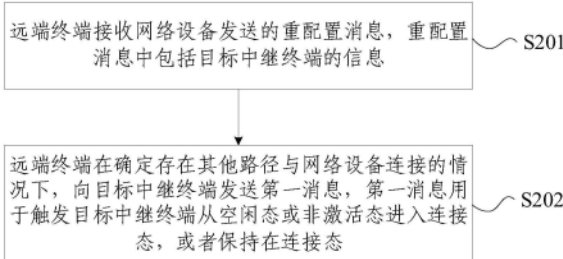 远端终端接收网络设备发送的重配置消息，重配置
消息中包括目标中继终端的信息
S201
远端终端在确定存在其他路径与网络设备连接的情
况下，向目标中继终端发送第一消息，第一消息用
于触发目标中继终端从空闲态或非激活态进入连接
态，或者保持在连接态
S202